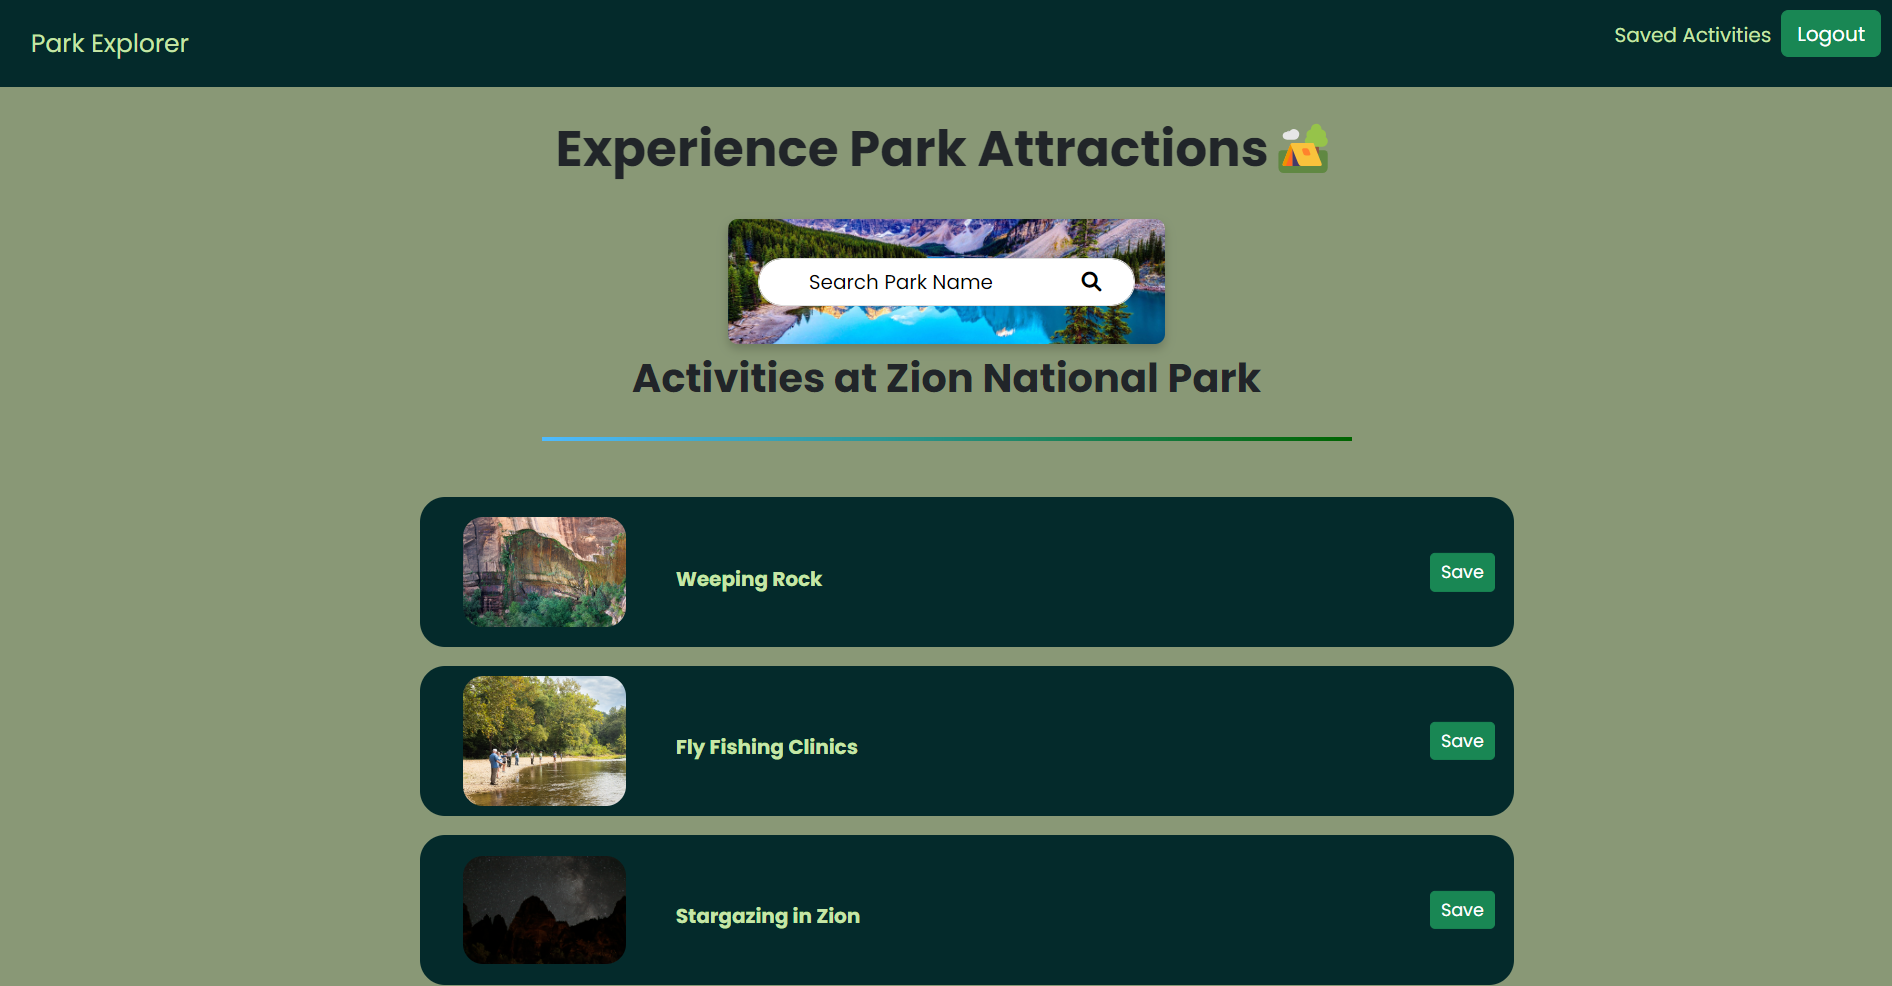 Park Explorer
Saved Activities
Logout
Experience Park Attractions
Search Park Name
Activities at Zion National Park
Weeping Rock
Save
Fly Fishing Clinics
Save
Stargazing in Zion
Save